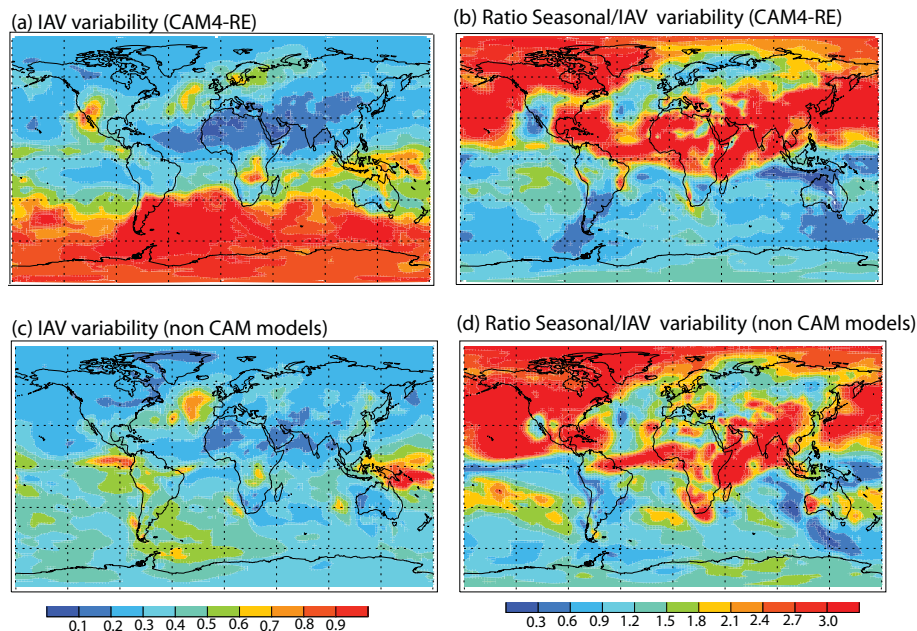 (a) IAV variability (CAM4-RE)
(b) Ratio Seasonal/IAV variability (CAM4-RE)
(c) IAV variability (non CAM models)
(d) Ratio Seasonal/IAV variability (non CAM models)
0.1 0.2 0.3 0.4 0.5 0.6 0.7 0.8 0.9
0.3 0.6 0.9 1.2 1.5 1.8 2.1 2.4 2.7 3.0